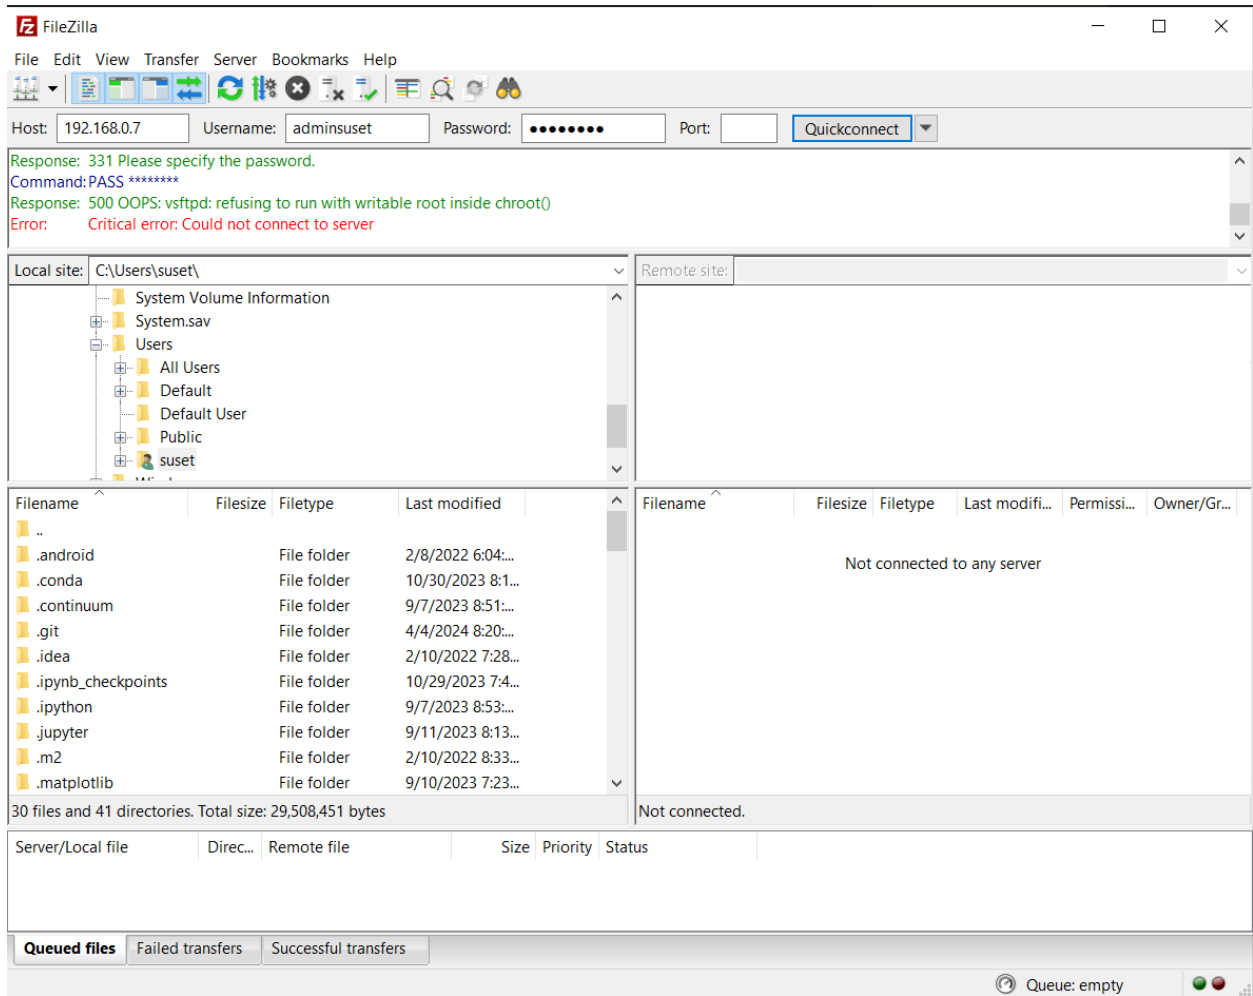 FileZilla
File Edit View Transfer Server Bookmarks Help
Host: 192.168.0.7 Username: adminsuset Password: ●●●●●●●● Port: Quickconnect
Response: 331 Please specify the password.
Command: PASS ********
Response: 500 OOPS: vsftpd: refusing to run with writable root inside chroot()
Error: Critical error: Could not connect to server
Local site: C:\Users\suset\
Remote site:
System Volume Information
System.sav
Users
All Users
Default
Default User
Public
suset
Filename Filesize Filetype Last modified
..
.android File folder 2/8/2022 6:04:...
.conda File folder 10/30/2023 8:1...
.continuum File folder 9/7/2023 8:51:...
.git File folder 4/4/2024 8:20:...
.idea File folder 2/10/2022 7:28...
.ipynb_checkpoints File folder 10/29/2023 7:4...
.ipython File folder 9/7/2023 8:53:...
.jupyter File folder 9/11/2023 8:13...
.m2 File folder 2/10/2022 8:33...
.matplotlib File folder 9/10/2023 7:23...
30 files and 41 directories. Total size: 29,508,451 bytes
Filename Filesize Filetype Last modifi... Permissi... Owner/Gr...
Not connected to any server
Not connected.
Server/Local file Direc... Remote file Size Priority Status
Queued files Failed transfers Successful transfers
Queue: empty